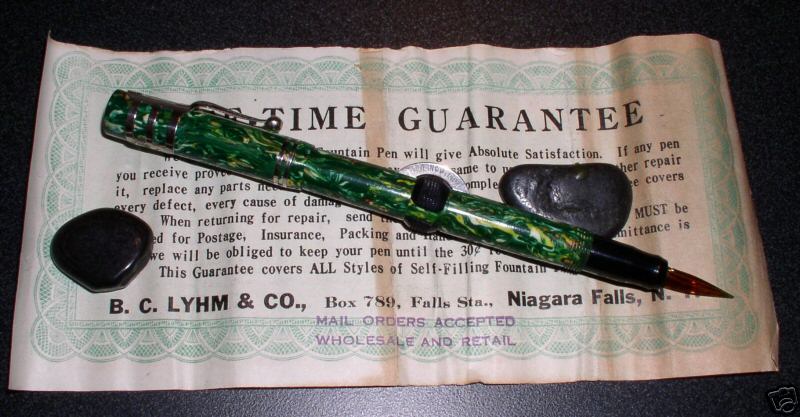 TIME GUARANTEE
Fountain Pen will give Absolute Satisfaction. If any pen
you receive same to repair
it, replace any parts covers
every defect, every cause of
When returning for repair, send MUST be
for Postage, Insurance, Packing and is
we will be obliged to keep your pen until the 30¢
This Guarantee covers ALL Styles of Self-Filling Fountain
B. C. LYHM & CO., Box 789, Falls Sta., Niagara Falls, N.
MAIL ORDERS ACCEPTED
WHOLESALE AND RETAIL